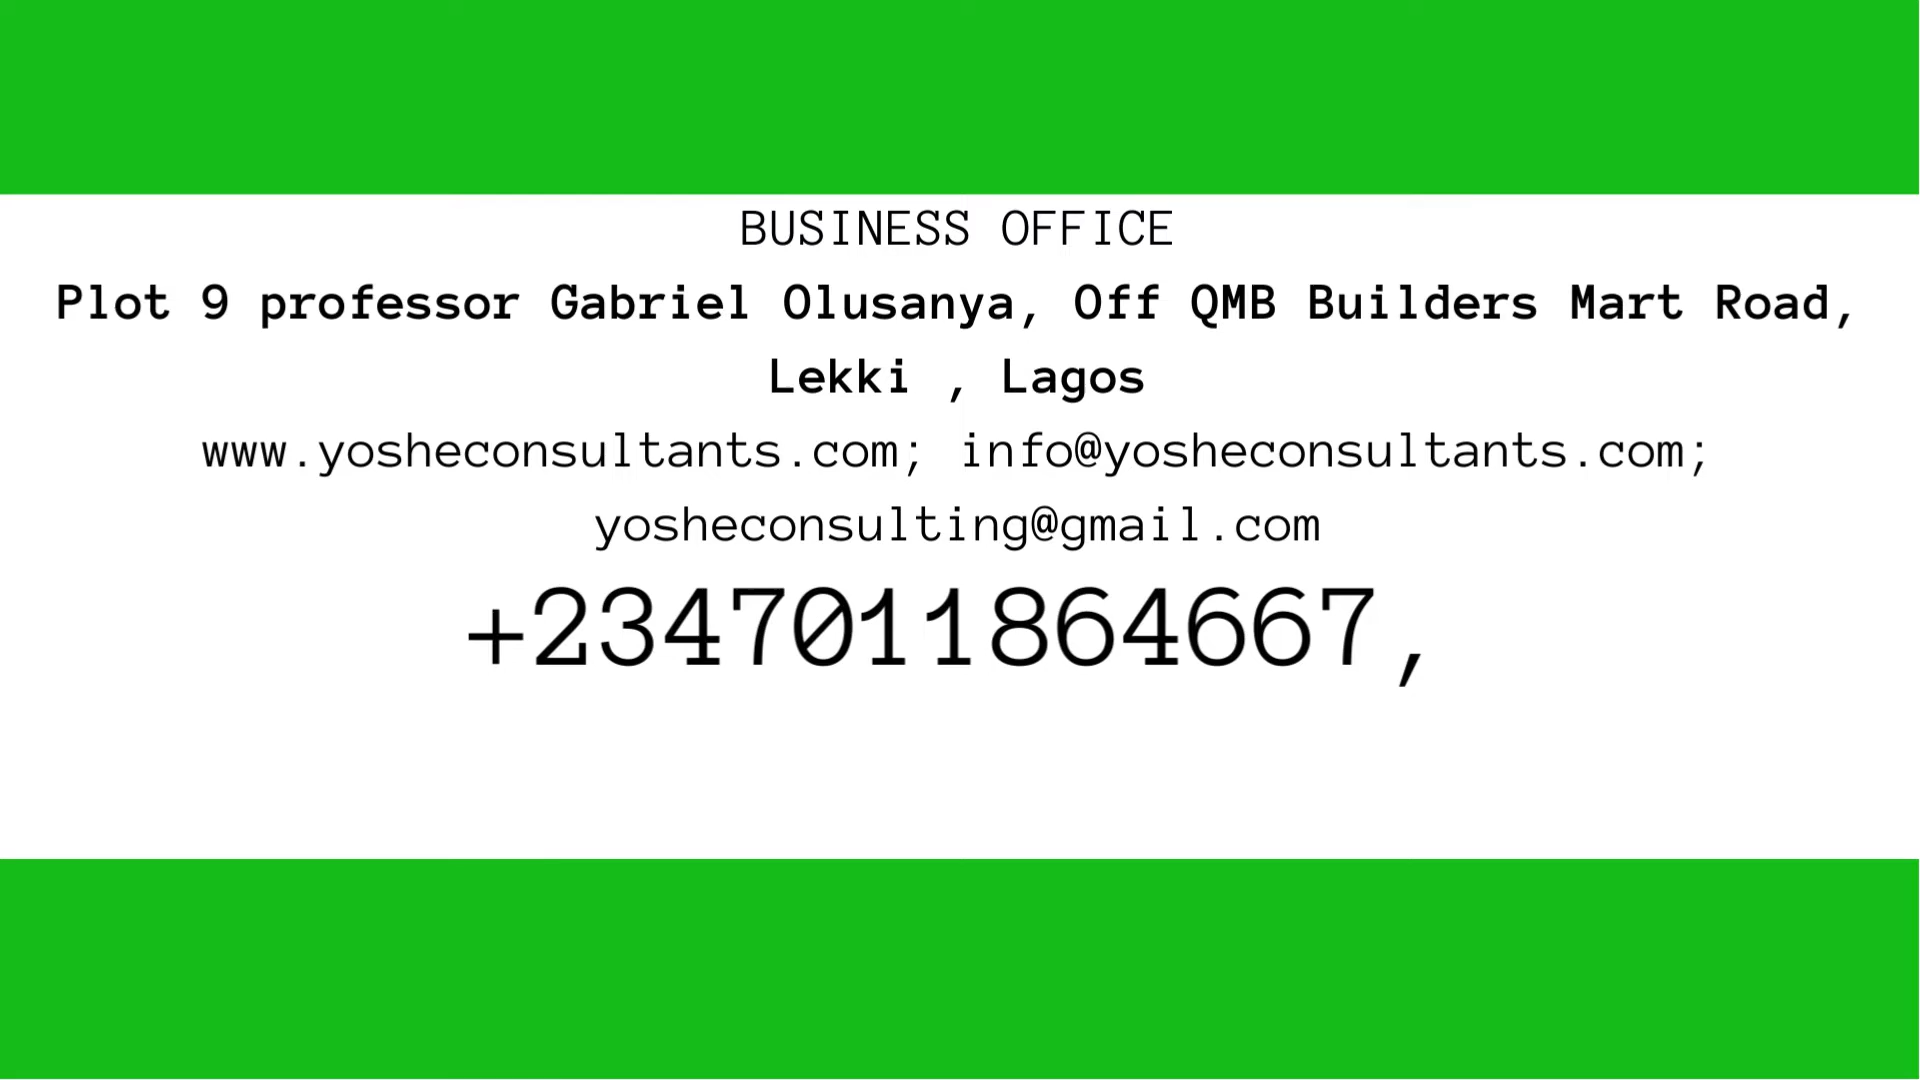 BUSINESS OFFICE
Plot 9 professor Gabriel Olusanya, Off QMB Builders Mart Road,
Lekki , Lagos
www.yosheconsultants.com; info@yosheconsultants.com;
yosheconsulting@gmail.com
+2347011864667,